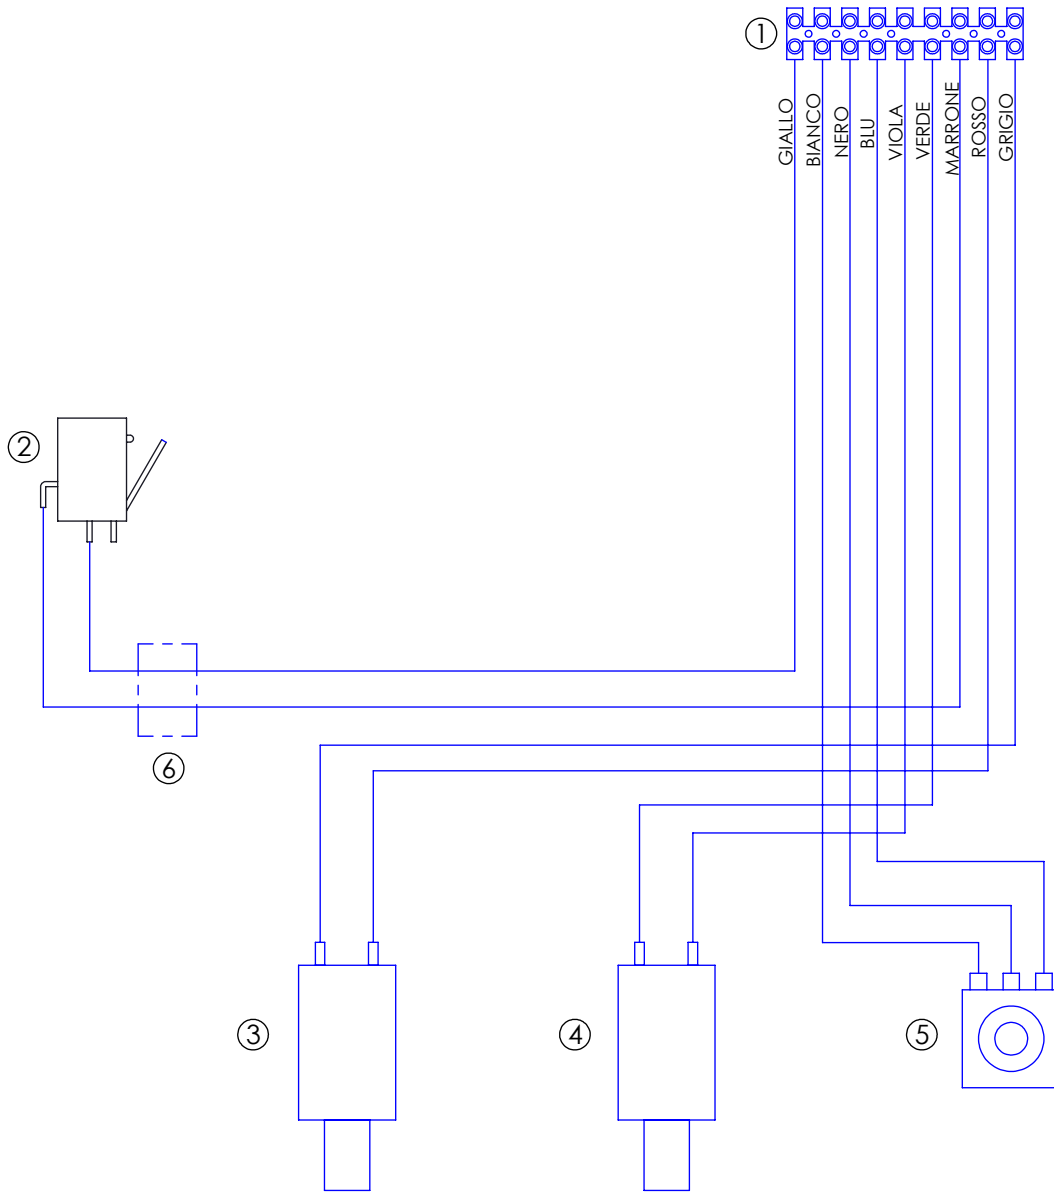 1
GIALLO
BIANCO
NERO
BLU
VIOLA
VERDE
MARRONE
ROSSO
GRIGIO
2
6
3
4
5